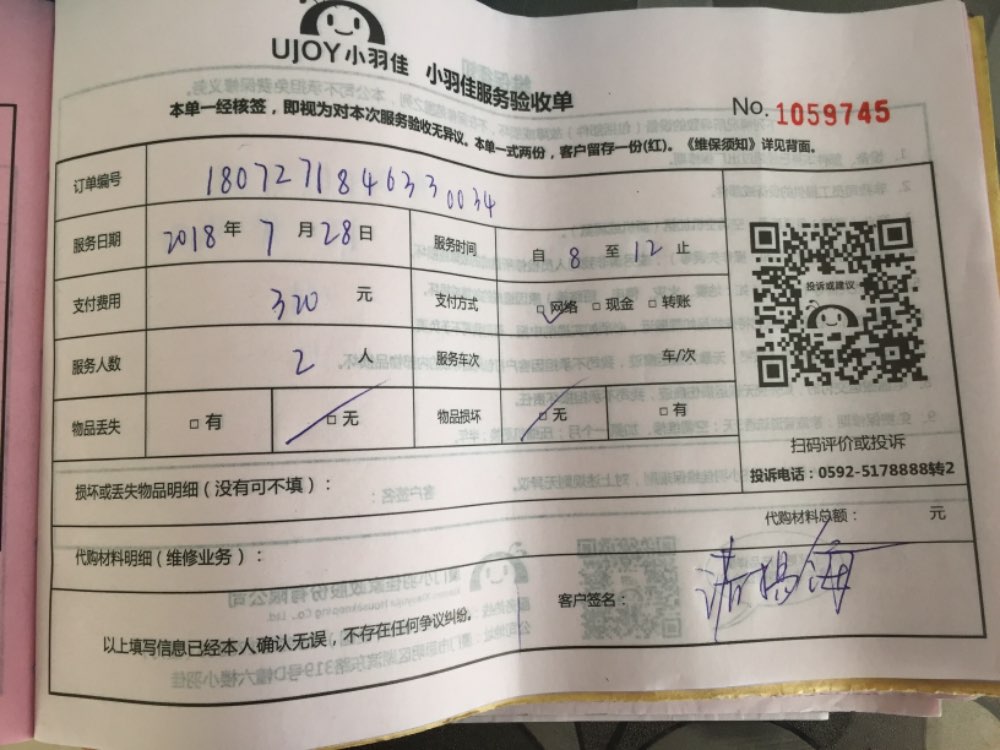 UJOY小羽佳 小羽佳服务验收单
No. 1059745
本单一经核签，即视为对本次服务验收无异议。本单一式两份，客户留存一份(红)。《维保须知》详见背面。
订单编号 180727184633 0034
服务日期 2018年 7 月 28 日 服务时间 自 8 至 12 止
投诉或建议
支付费用 320 元 支付方式 □网络 □现金 □转账
服务人数 2 人 服务车次 车/次
物品丢失 □有 □无 物品损坏 □无 □有
扫码评价或投诉
投诉电话：0592-5178888转2
损坏或丢失物品明细（没有可不填）：
代购材料总额： 元
代购材料明细（维修业务）：
客户签名：
以上填写信息已经本人确认无误，不存在任何争议纠纷。